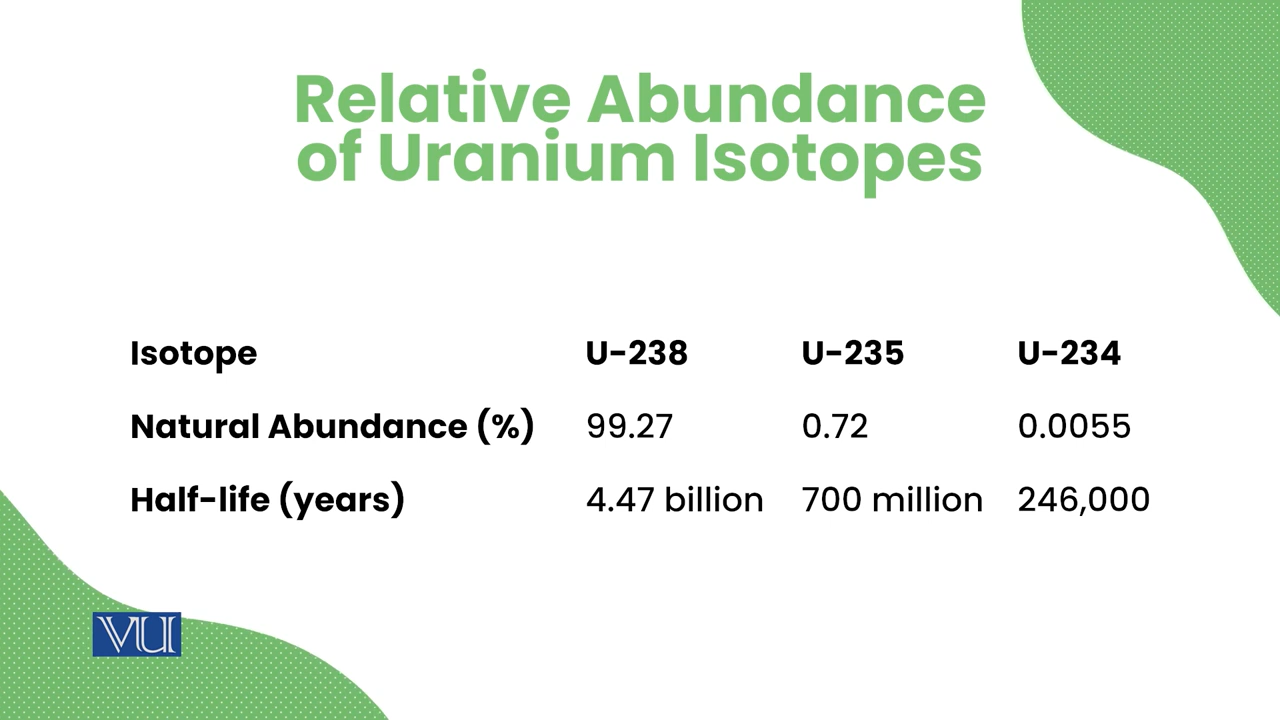 Relative Abundance
of Uranium Isotopes
Isotope U-238 U-235 U-234
Natural Abundance (%) 99.27 0.72 0.0055
Half-life (years) 4.47 billion 700 million 246,000
VU